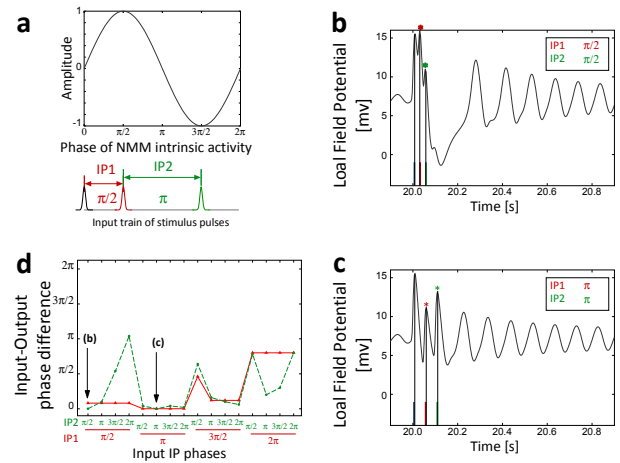 a
Amplitude
1
0
-1
0 π/2 π 3π/2 2π
Phase of NMM intrinsic activity
IP1 IP2
π/2 π
Input train of stimulus pulses
b
Loal Field Potential
[mv]
15
10
5
0
IP1 π/2
IP2 π/2
20.0 20.2 20.4 20.6 20.8
Time [s]
c
Loal Field Potential
[mv]
15
10
5
0
IP1 π
IP2 π
20.0 20.2 20.4 20.6 20.8
Time [s]
d
Input-Output
phase difference
2π
3π/2
π
π/2
0
(b) (c)
IP2 π/2 π 3π/2 2π π/2 π 3π/2 2π π/2 π 3π/2 2π π/2 π 3π/2 2π
IP1 π/2 π 3π/2 2π
Input IP phases